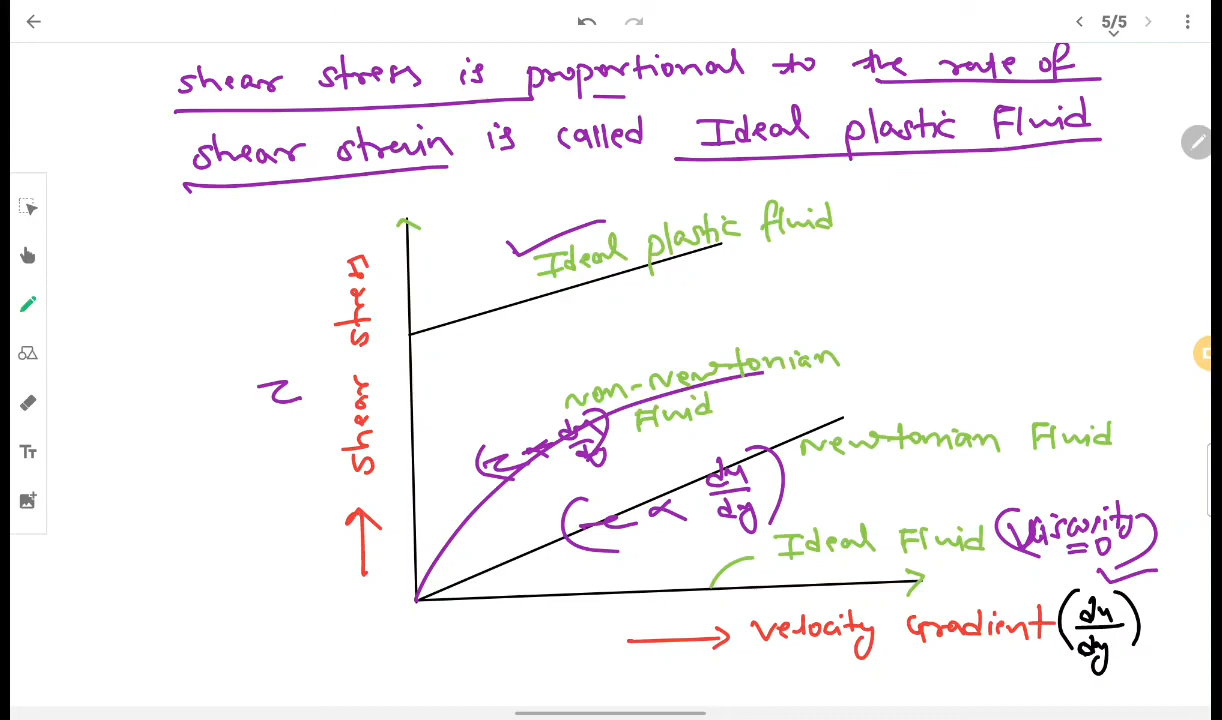 5/5
shear stress is proportional to the rate of
shear strain is called Ideal plastic Fluid
Ideal plastic fluid
Shear
τ
non-newtonian
Fluid
newtonian Fluid
τ ∝ du/dy
Ideal Fluid (Viscosity
= 0)
velocity Gradient (du/dy)
Tт